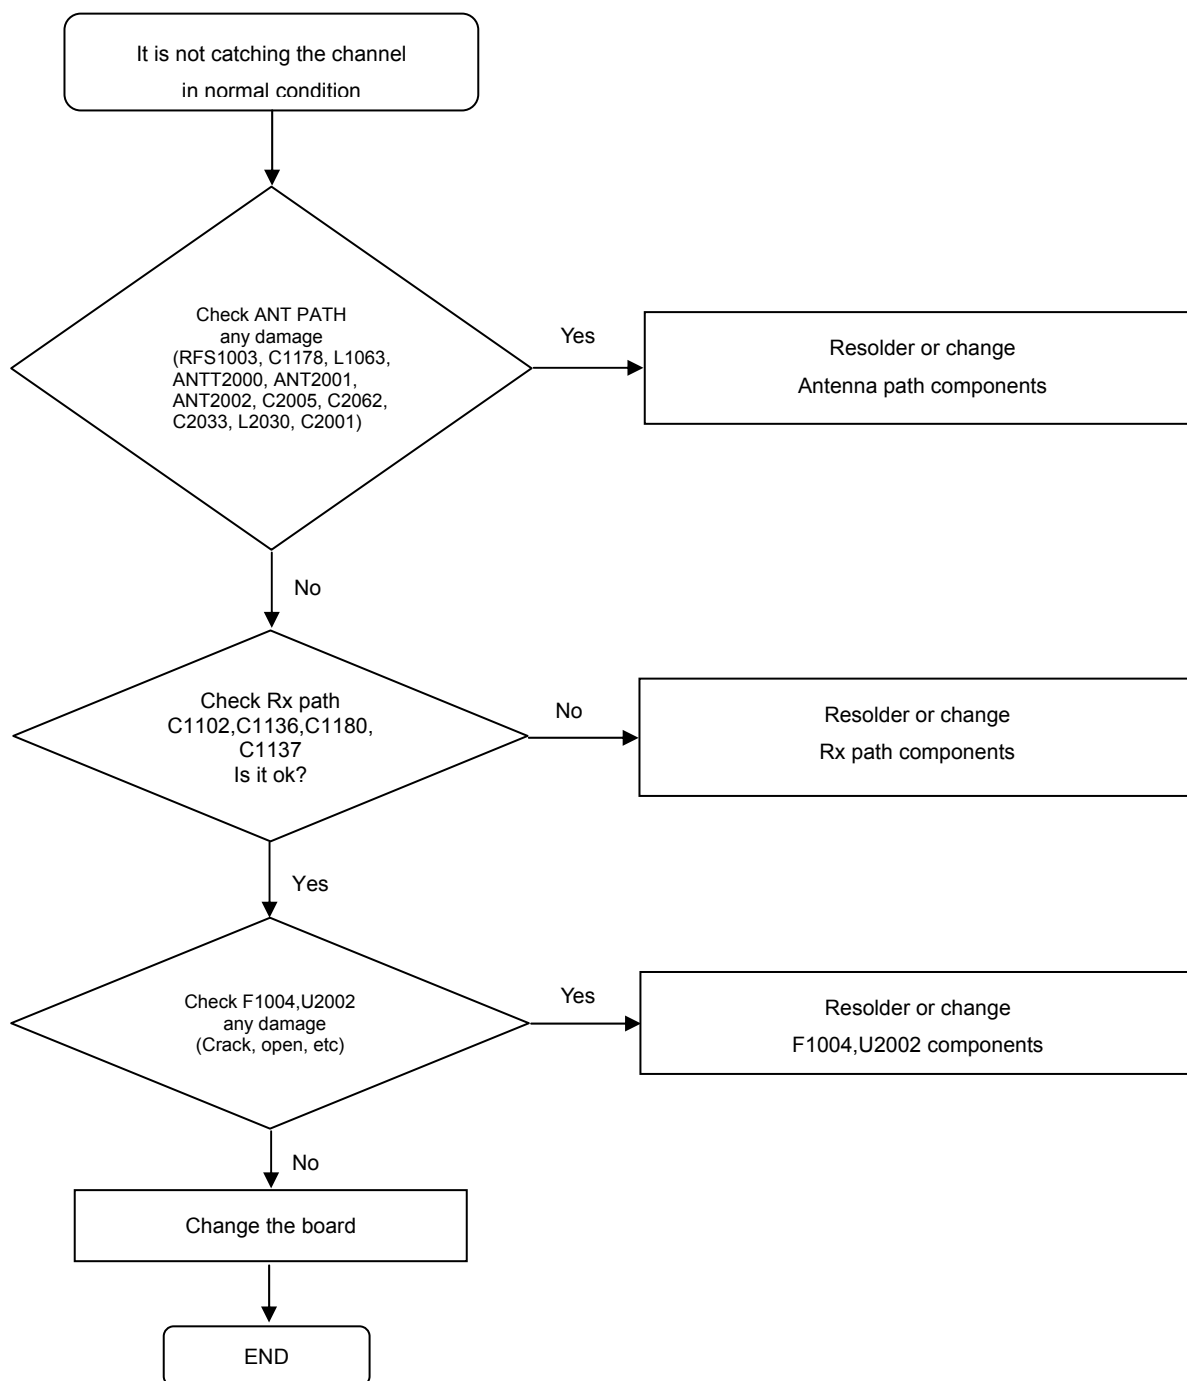 It is not catching the channel
in normal condition
Check ANT PATH
any damage
(RFS1003, C1178, L1063,
ANTT2000, ANT2001,
ANT2002, C2005, C2062,
C2033, L2030, C2001)
Yes
Resolder or change
Antenna path components
No
Check Rx path
C1102,C1136,C1180,
C1137
Is it ok?
No
Resolder or change
Rx path components
Yes
Check F1004,U2002
any damage
(Crack, open, etc)
Yes
Resolder or change
F1004,U2002 components
No
Change the board
END